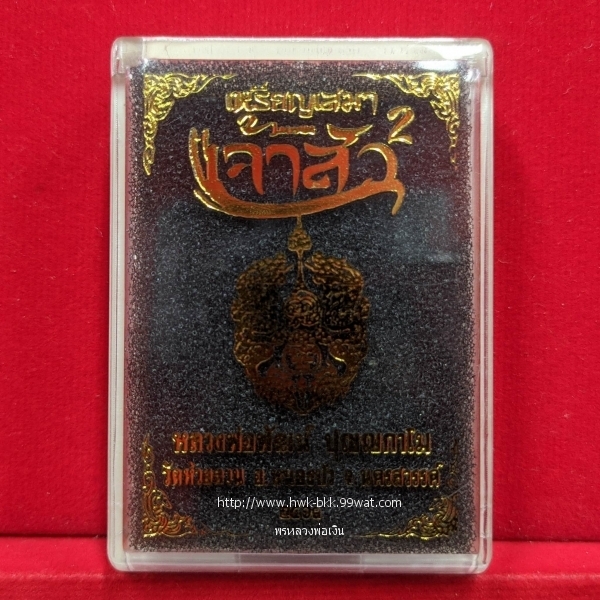 เหรียญเสมา
เจ้าสัว 2
หลวงพ่อพัฒน์ ปุญฺญกาโม
วัดห้วยด้วน อ. จ. นครสวรรค์
http://www.hwk-bkk.99wat.com
พรหลวงพ่อเงิน